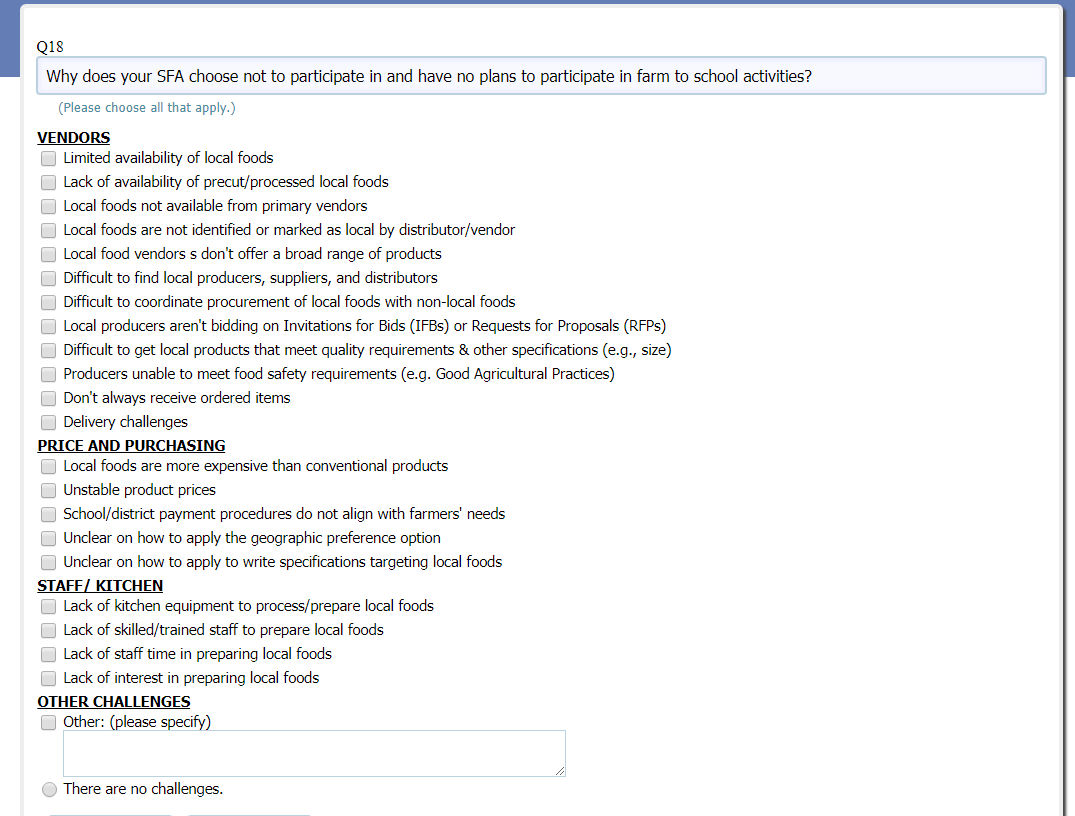 Q18
Why does your SFA choose not to participate in and have no plans to participate in farm to school activities?
(Please choose all that apply.)
VENDORS
Limited availability of local foods
Lack of availability of precut/processed local foods
Local foods not available from primary vendors
Local foods are not identified or marked as local by distributor/vendor
Local food vendors s don't offer a broad range of products
Difficult to find local producers, suppliers, and distributors
Difficult to coordinate procurement of local foods with non-local foods
Local producers aren't bidding on Invitations for Bids (IFBs) or Requests for Proposals (RFPs)
Difficult to get local products that meet quality requirements & other specifications (e.g., size)
Producers unable to meet food safety requirements (e.g. Good Agricultural Practices)
Don't always receive ordered items
Delivery challenges
PRICE AND PURCHASING
Local foods are more expensive than conventional products
Unstable product prices
School/district payment procedures do not align with farmers' needs
Unclear on how to apply the geographic preference option
Unclear on how to apply to write specifications targeting local foods
STAFF/ KITCHEN
Lack of kitchen equipment to process/prepare local foods
Lack of skilled/trained staff to prepare local foods
Lack of staff time in preparing local foods
Lack of interest in preparing local foods
OTHER CHALLENGES
Other: (please specify)
There are no challenges.